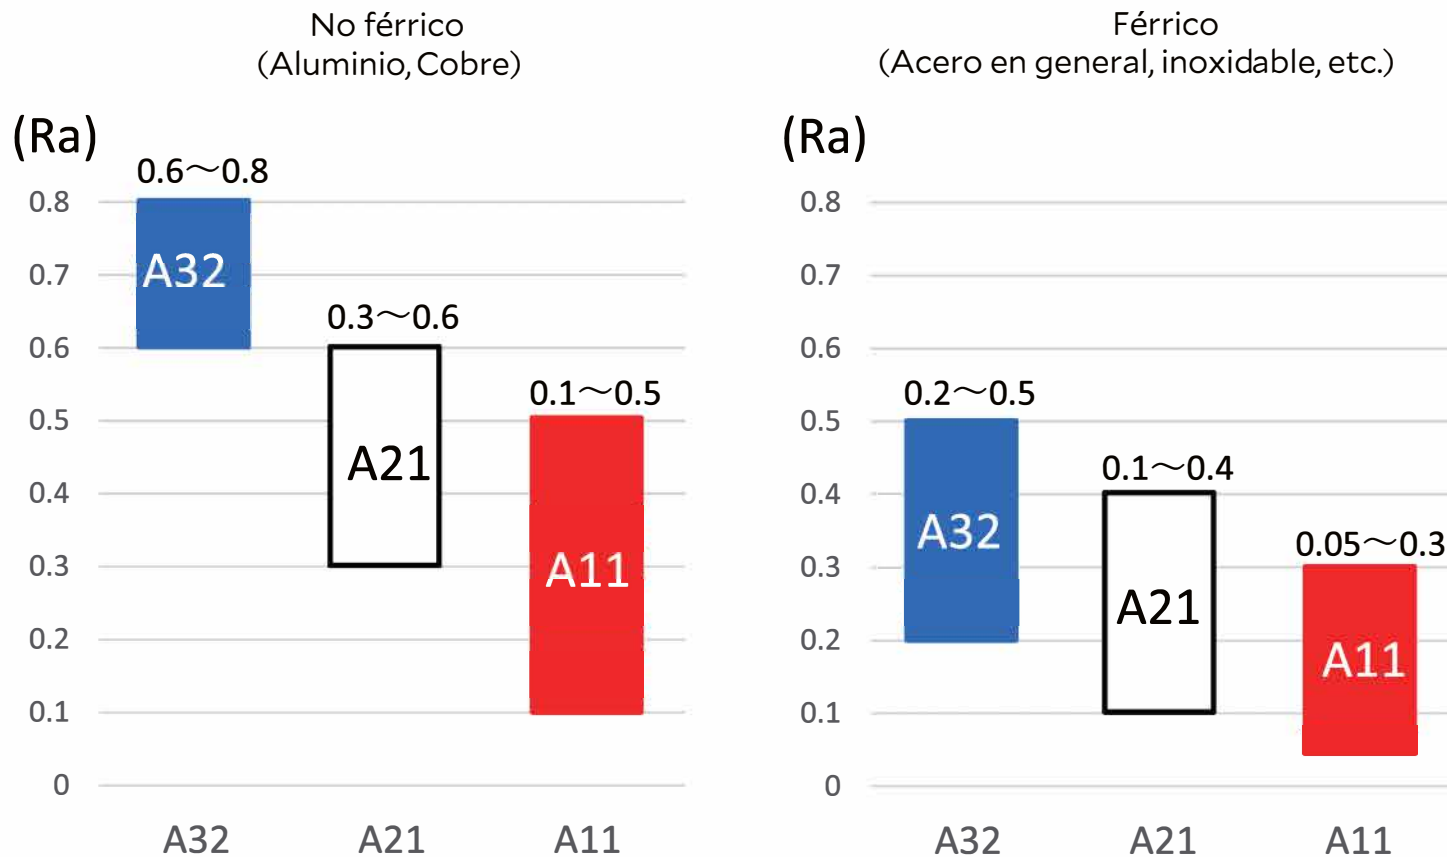 No férrico
(Aluminio, Cobre)
(Ra)
0.6～0.8
0.8
A32
0.7
0.3～0.6
0.6
0.1～0.5
0.5
A21
0.4
A11
0.3
0.2
0.1
0
A32 A21 A11
Férrico
(Acero en general, inoxidable, etc.)
(Ra)
0.8
0.7
0.6
0.2～0.5
0.5
0.1～0.4
0.4
A32
0.05～0.3
0.3
A21
0.2
A11
0.1
0
A32 A21 A11